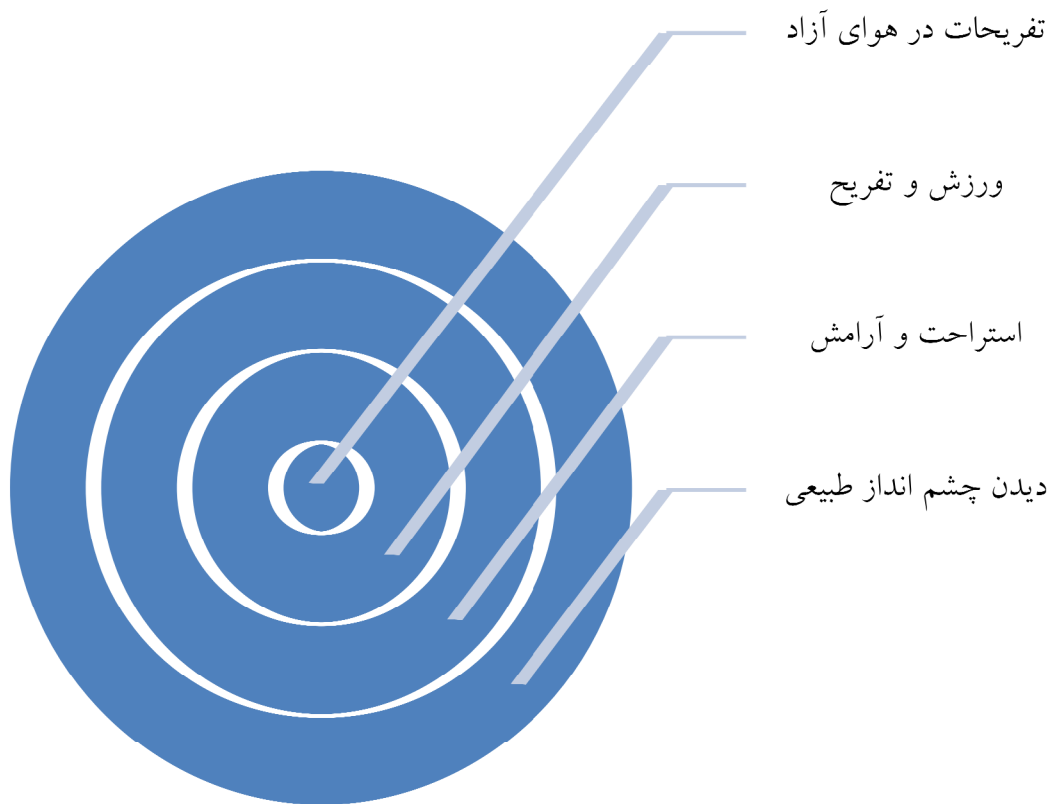 تفریحات در هوای آزاد
ورزش و تفریح
استراحت و آرامش
دیدن چشم انداز طبیعی